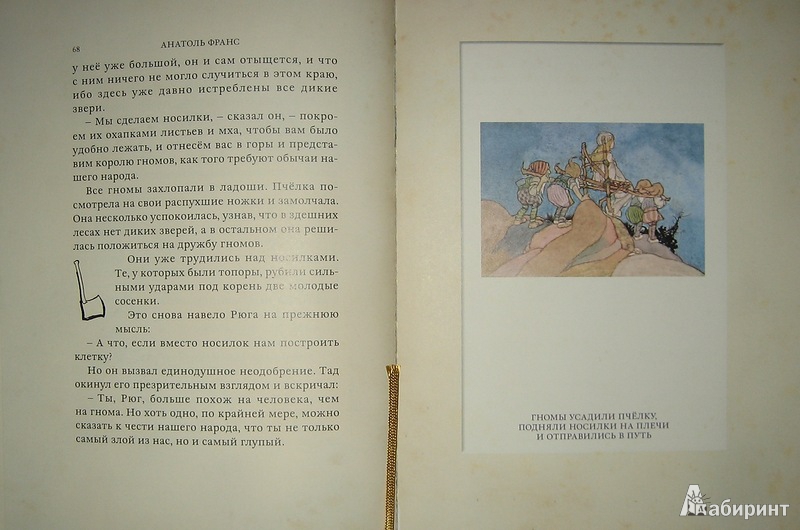 68
АНАТОЛЬ ФРАНС
у неё уже большой, он и сам отыщется, и что
с ним ничего не могло случиться в этом краю,
ибо здесь уже давно истреблены все дикие
звери.
– Мы сделаем носилки, – сказал он, – покро-
ем их охапками листьев и мха, чтобы вам было
удобно лежать, и отнесём вас в горы и предста-
вим королю гномов, как того требуют обычаи на-
шего народа.
Все гномы захлопали в ладоши. Пчёлка по-
смотрела на свои распухшие ножки и замолчала.
Она несколько успокоилась, узнав, что в здешних
лесах нет диких зверей, а в остальном она реши-
лась положиться на дружбу гномов.
Они уже трудились над носилками.
Те, у которых были топоры, рубили силь-
ными ударами под корень две молодые
сосенки.
Это снова навело Рюга на прежнюю
мысль:
– А что, если вместо носилок нам построить
клетку?
Но он вызвал единодушное неодобрение. Тад
окинул его презрительным взглядом и вскричал:
– Ты, Рюг, больше похож на человека, чем
на гнома. Но хоть одно, по крайней мере, можно
сказать к чести нашего народа, что ты не только
самый злой из нас, но и самый глупый.
ГНОМЫ УСАДИЛИ ПЧЁЛКУ,
ПОДНЯЛИ НОСИЛКИ НА ПЛЕЧИ
И ОТПРАВИЛИСЬ В ПУТЬ
Лабиринт